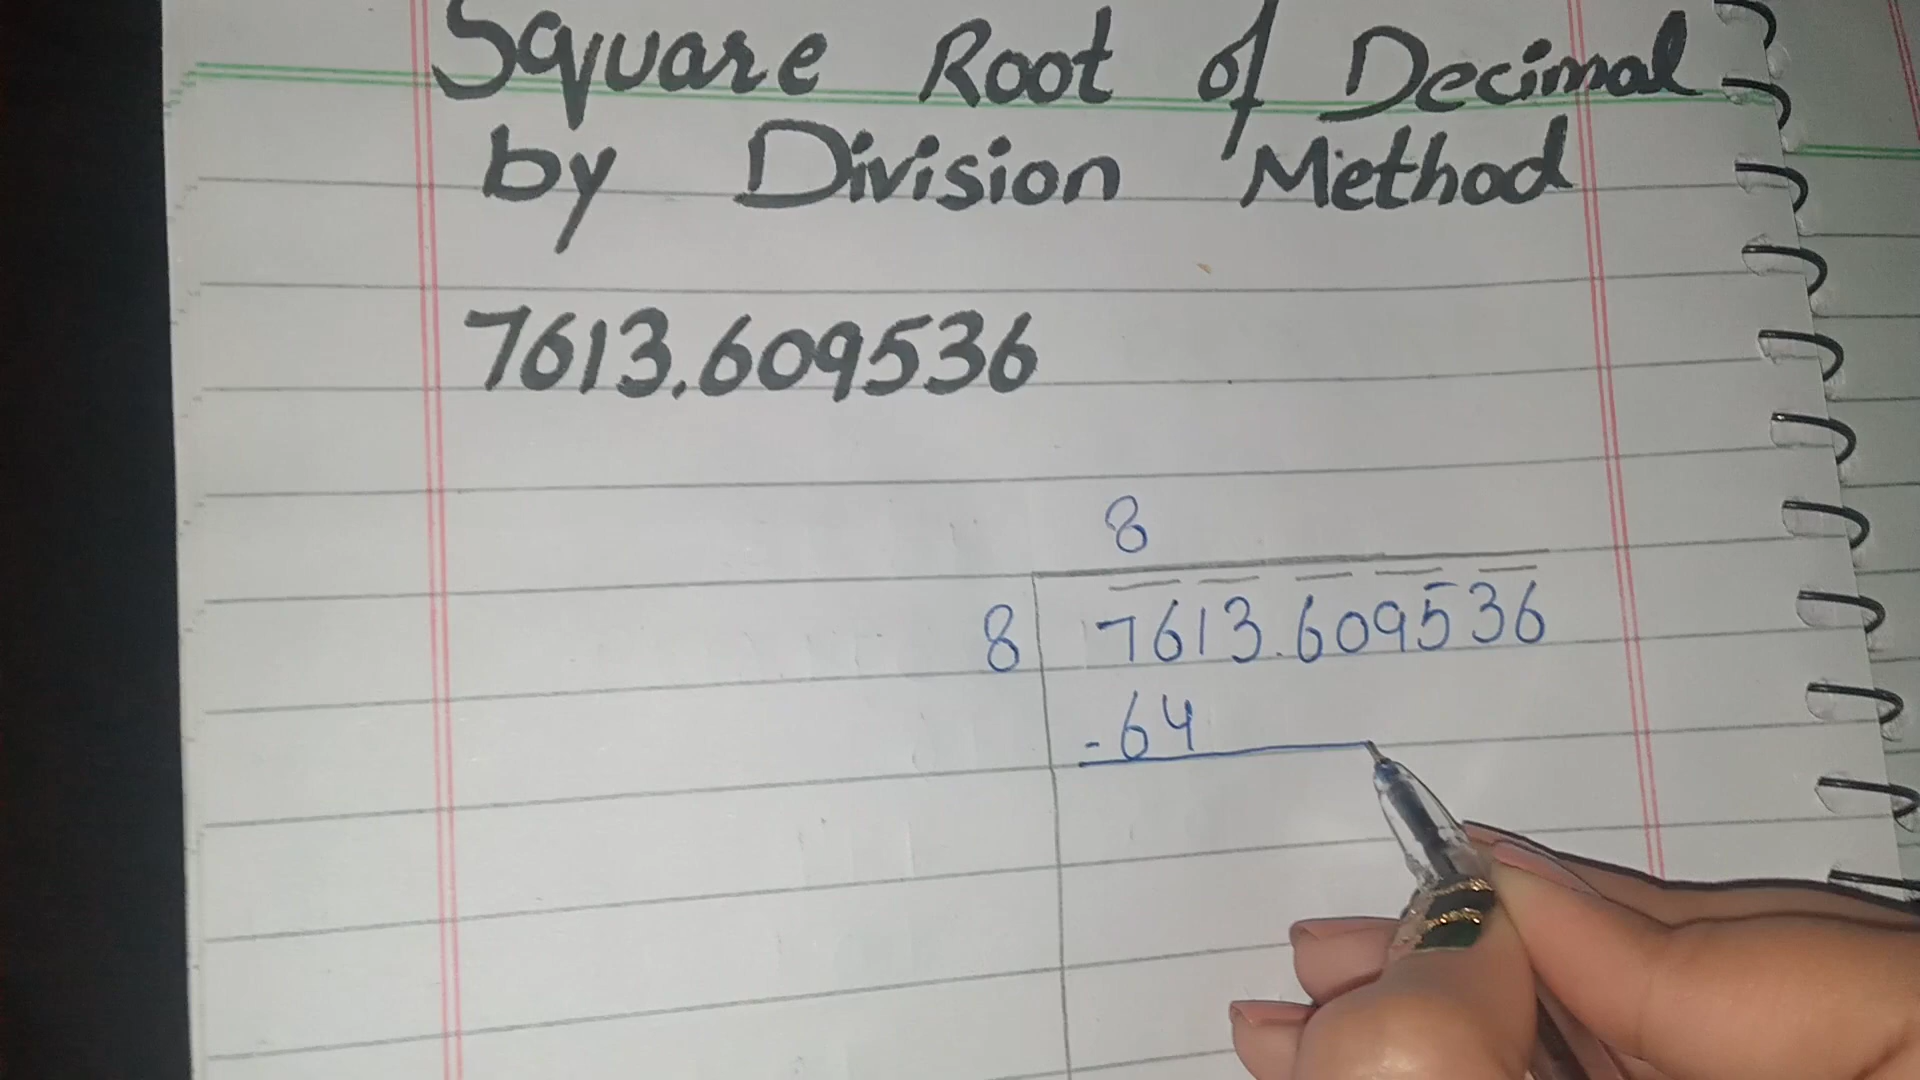 Square Root of Decimal
by Division Method
7613.609536
8
8 7613.609536
- 64